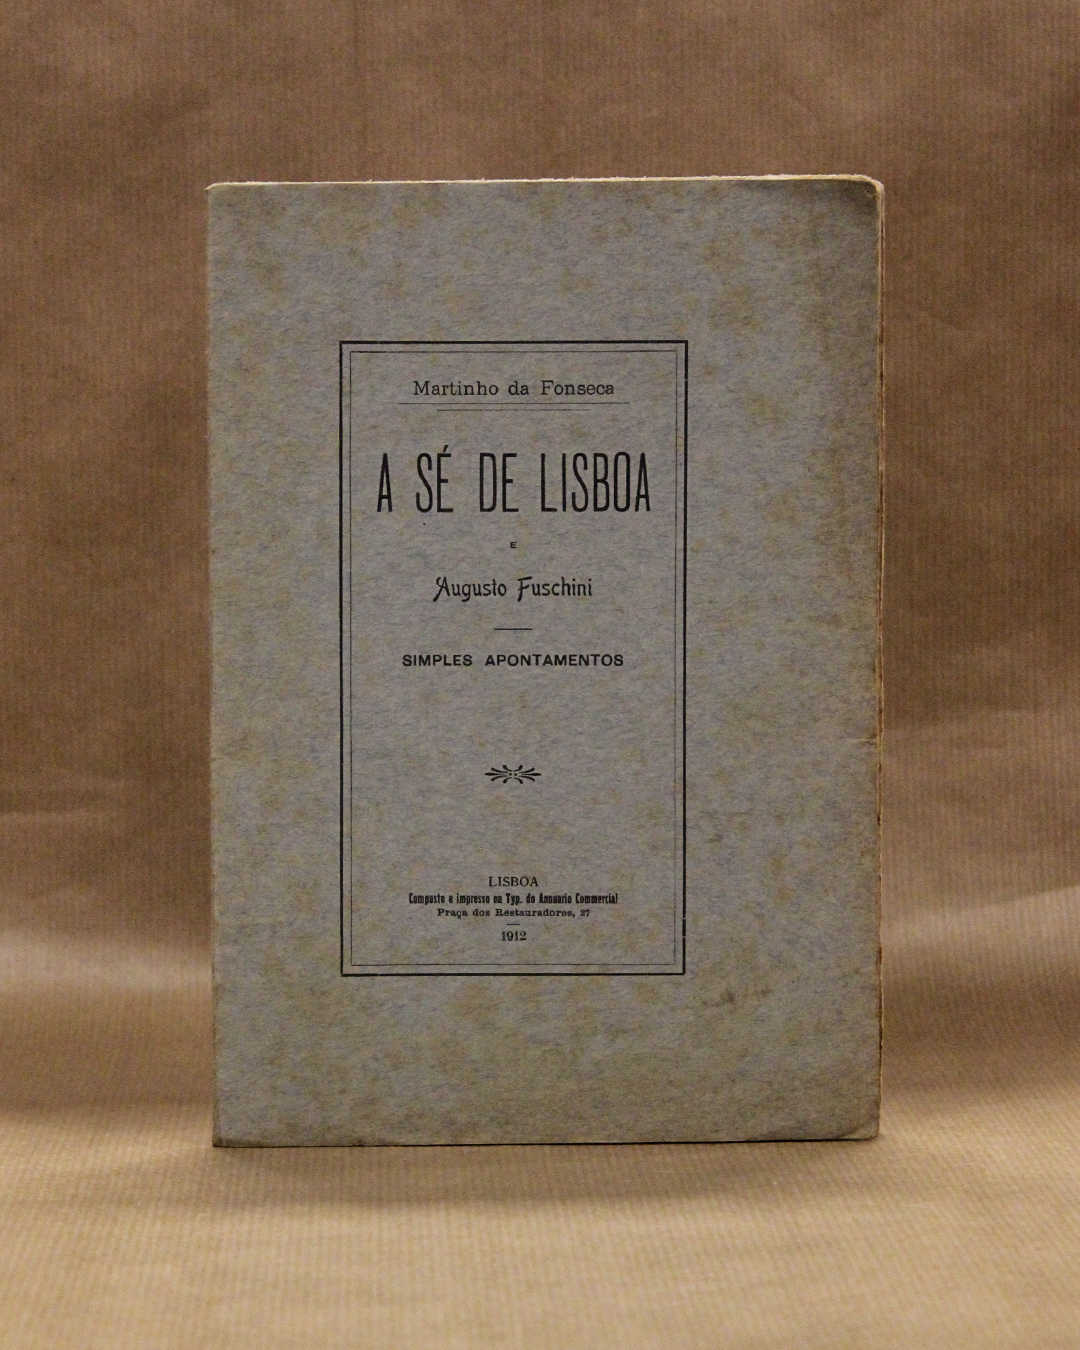 Martinho da Fonseca
A SÉ DE LISBOA
E
Augusto Fuschini
SIMPLES APONTAMENTOS
LISBOA
Composto e impresso na Typ. do Annuario Commercial
Praça dos Restauradores, 27
1912